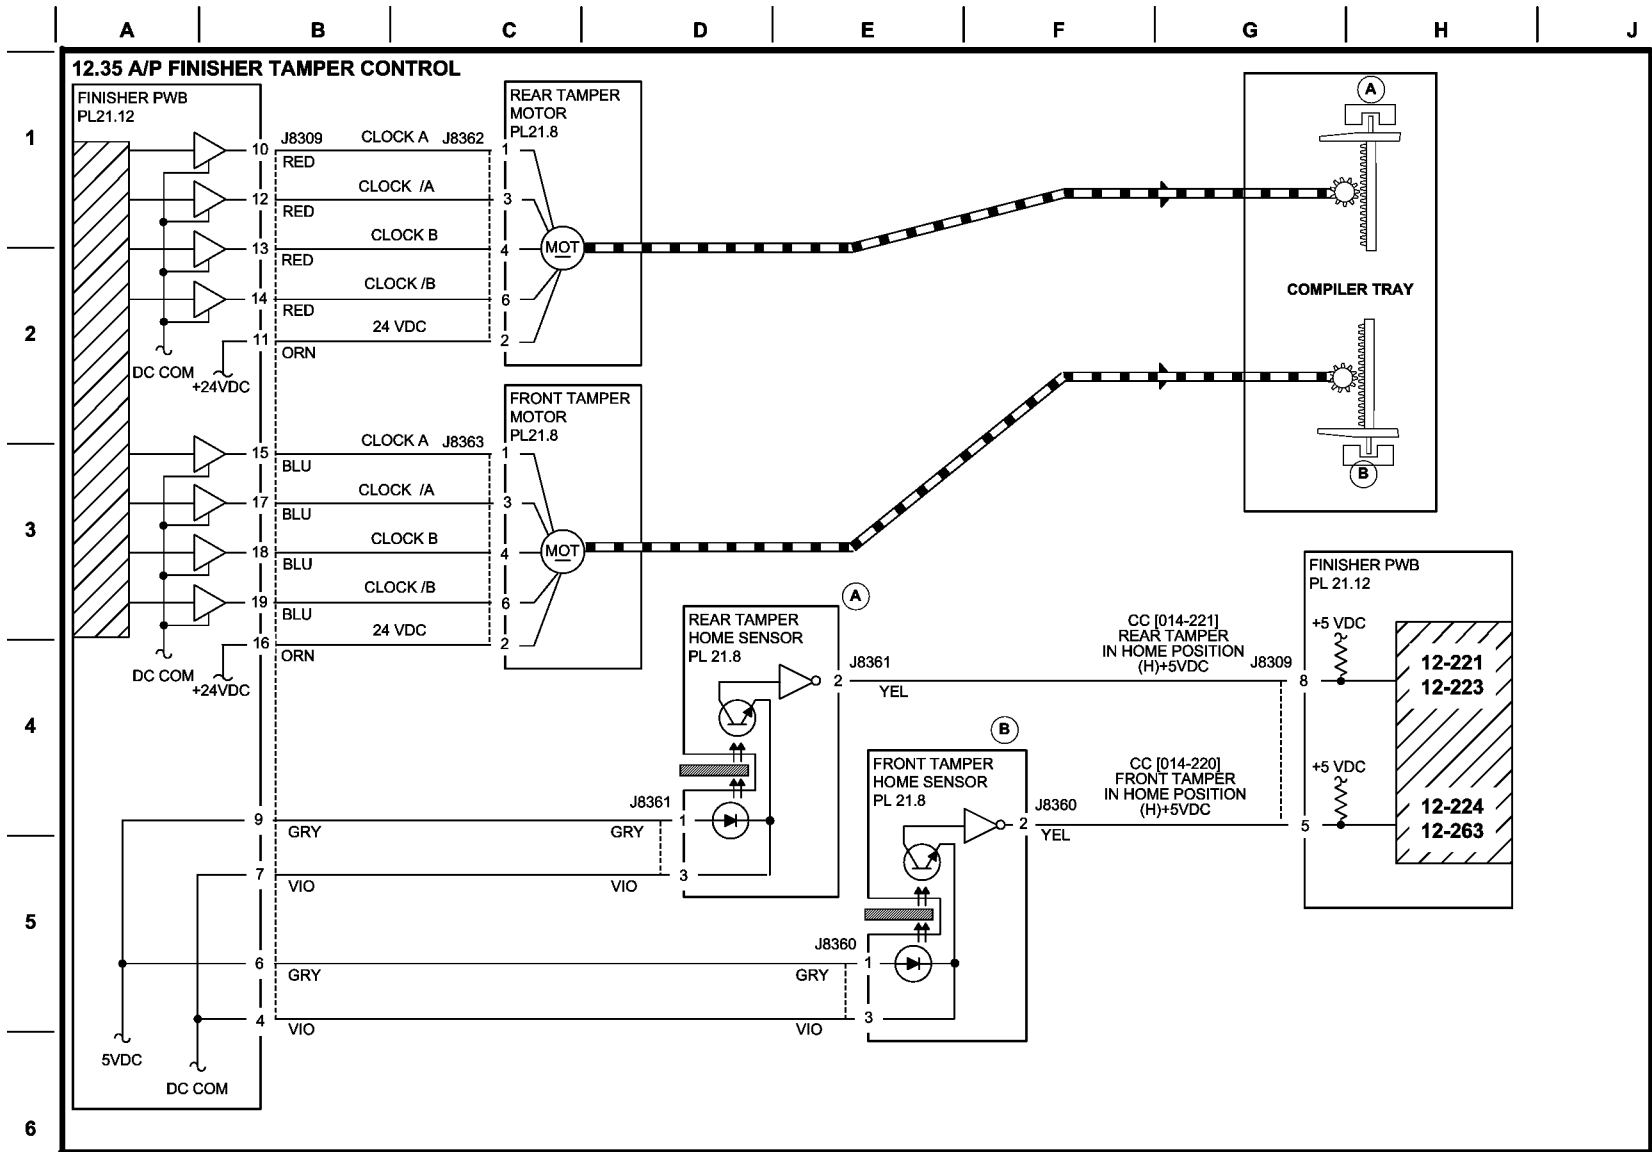 A B C D E F G H J
12.35 A/P FINISHER TAMPER CONTROL
1
2
3
4
5
6
FINISHER PWB
PL21.12
J8309 CLOCK A J8362
10 RED 1
CLOCK /A
12 RED 3
CLOCK B
13 RED 4
CLOCK /B
14 RED 6
24 VDC
11 ORN 2
DC COM
+24VDC
REAR TAMPER
MOTOR
PL21.8
MOT
CLOCK A J8363
15 BLU 1
CLOCK /A
17 BLU 3
CLOCK B
18 BLU 4
CLOCK /B
19 BLU 6
24 VDC
16 ORN 2
DC COM
+24VDC
FRONT TAMPER
MOTOR
PL21.8
MOT
A
COMPILER TRAY
B
A
REAR TAMPER
HOME SENSOR
PL 21.8
J8361
2 YEL
CC [014-221]
REAR TAMPER
IN HOME POSITION
(H)+5VDC
J8309
8
FINISHER PWB
PL 21.12
+5 VDC
12-221
12-223
B
FRONT TAMPER
HOME SENSOR
PL 21.8
J8360
2 YEL
CC [014-220]
FRONT TAMPER
IN HOME POSITION
(H)+5VDC
5
+5 VDC
12-224
12-263
J8361
9 GRY GRY 1
7 VIO VIO 3
J8360
6 GRY GRY 1
4 VIO VIO 3
5VDC
DC COM